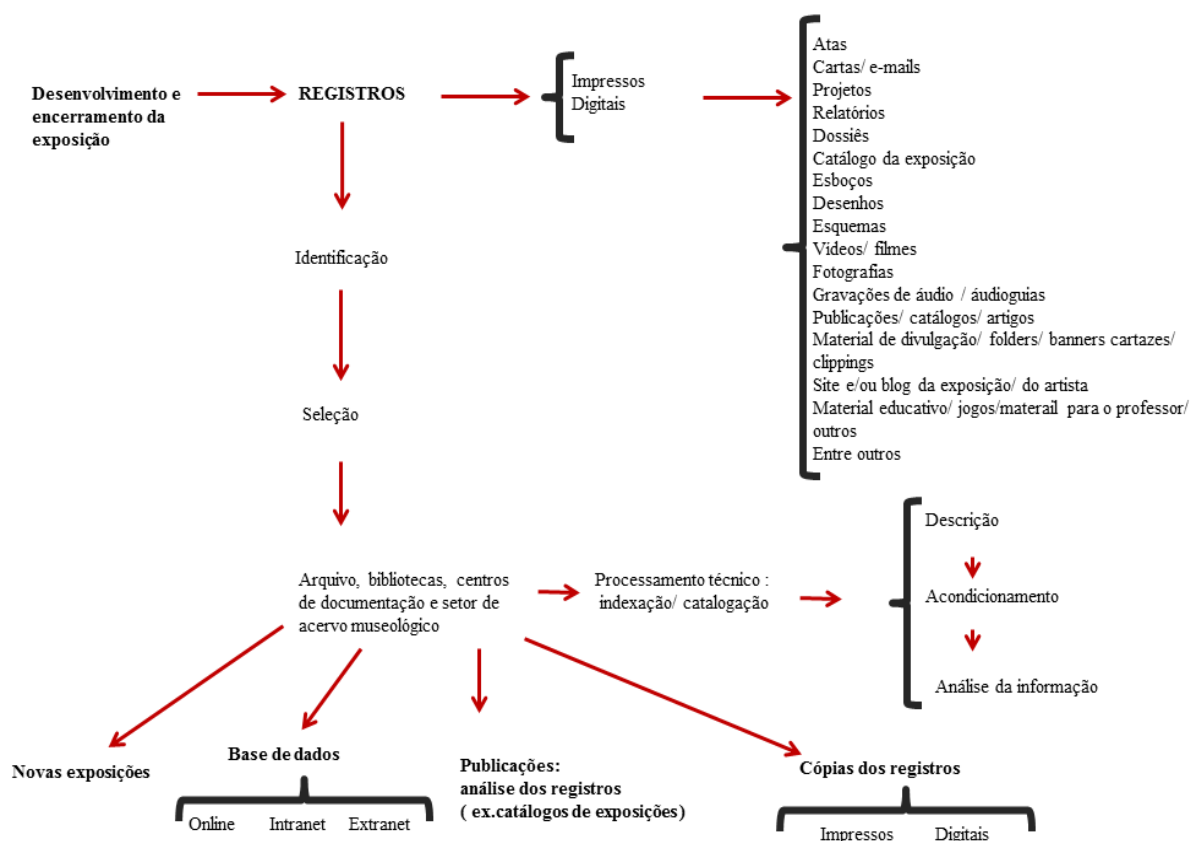 Desenvolvimento e
encerramento da
exposição
REGISTROS
Impressos
Digitais
Atas
Cartas/ e-mails
Projetos
Relatórios
Dossiês
Catálogo da exposição
Esboços
Desenhos
Esquemas
Vídeos/ filmes
Fotografias
Gravações de áudio / áudioguias
Publicações/ catálogos/ artigos
Material de divulgação/ folders/ banners cartazes/
clippings
Site e/ou blog da exposição/ do artista
Material educativo/ jogos/materail para o professor/
outros
Entre outros
Identificação
Seleção
Arquivo, bibliotecas, centros
de documentação e setor de
acervo museológico
Processamento técnico :
indexação/ catalogação
Descrição
Acondicionamento
Análise da informação
Novas exposições
Base de dados
Online Intranet Extranet
Publicações:
análise dos registros
( ex.catálogos de exposições)
Cópias dos registros
Impressos Digitais